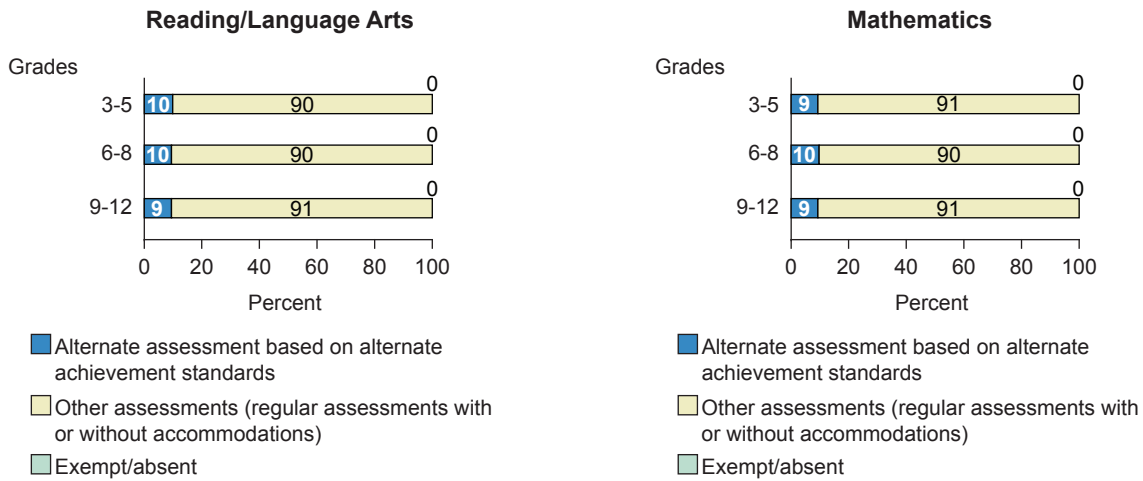 Reading/Language Arts
Grades
0
3-5 10 90
0
6-8 10 90
0
9-12 9 91
0 20 40 60 80 100
Percent
Alternate assessment based on alternate
achievement standards
Other assessments (regular assessments with
or without accommodations)
Exempt/absent
Mathematics
Grades
0
3-5 9 91
0
6-8 10 90
0
9-12 9 91
0 20 40 60 80 100
Percent
Alternate assessment based on alternate
achievement standards
Other assessments (regular assessments with
or without accommodations)
Exempt/absent